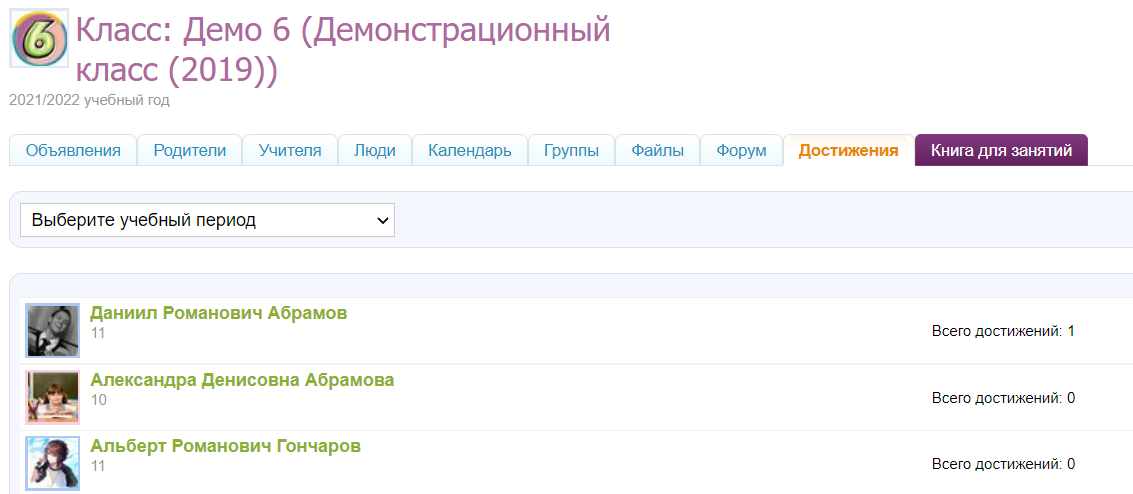 6
Класс: Демо 6 (Демонстрационный
класс (2019))
2021/2022 учебный год
Объявления Родители Учителя Люди Календарь Группы Файлы Форум Достижения Книга для занятий
Выберите учебный период
Даниил Романович Абрамов
11
Всего достижений: 1
Александра Денисовна Абрамова
10
Всего достижений: 0
Альберт Романович Гончаров
11
Всего достижений: 0